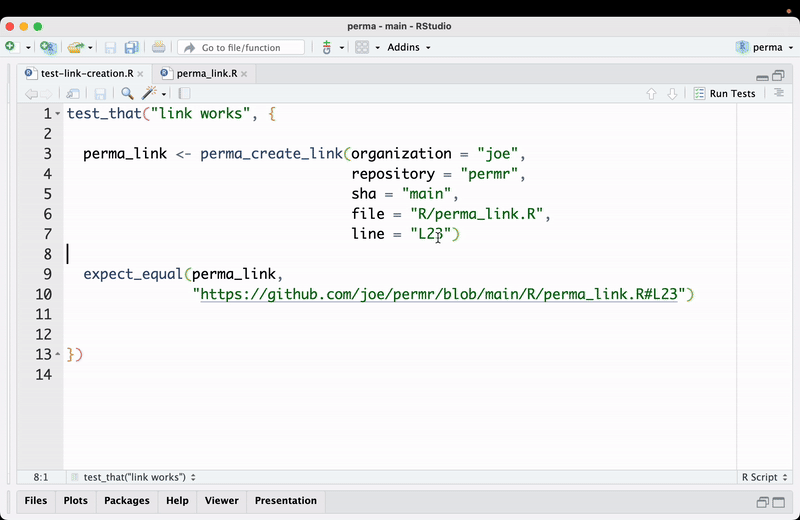 perma - main - RStudio
Go to file/function Addins perma
test-link-creation.R perma_link.R
Run Tests
1 test_that("link works", {
2
3 perma_link <- perma_create_link(organization = "joe",
4 repository = "permr",
5 sha = "main",
6 file = "R/perma_link.R",
7 line = "L23")
8
9 expect_equal(perma_link,
10 "https://github.com/joe/permr/blob/main/R/perma_link.R#L23")
11
12
13 })
14
8:1 test_that("link works") R Script
Files Plots Packages Help Viewer Presentation